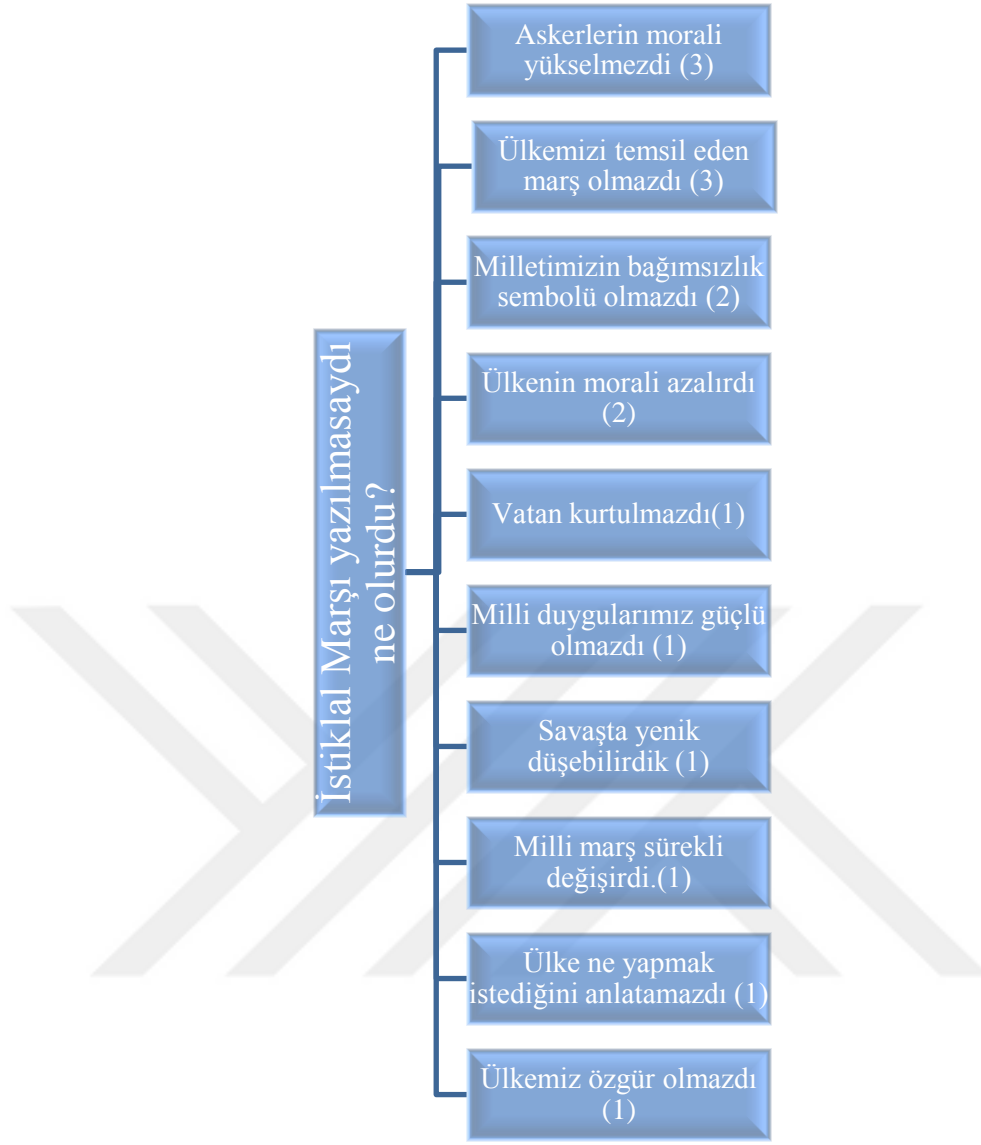 Askerlerin morali
yükselmezdi (3)
Ülkemizi temsil eden
marş olmazdı (3)
Milletimizin bağımsızlık
sembolü olmazdı (2)
Ülkenin morali azalırdı
(2)
İstiklal Marşı yazılmasaydı
ne olurdu?
Vatan kurtulmazdı(1)
Milli duygularımız güçlü
olmazdı (1)
Savaşta yenik
düşebilirdik (1)
Milli marş sürekli
değişirdi.(1)
Ülke ne yapmak
istediğini anlatamazdı (1)
Ülkemiz özgür olmazdı
(1)